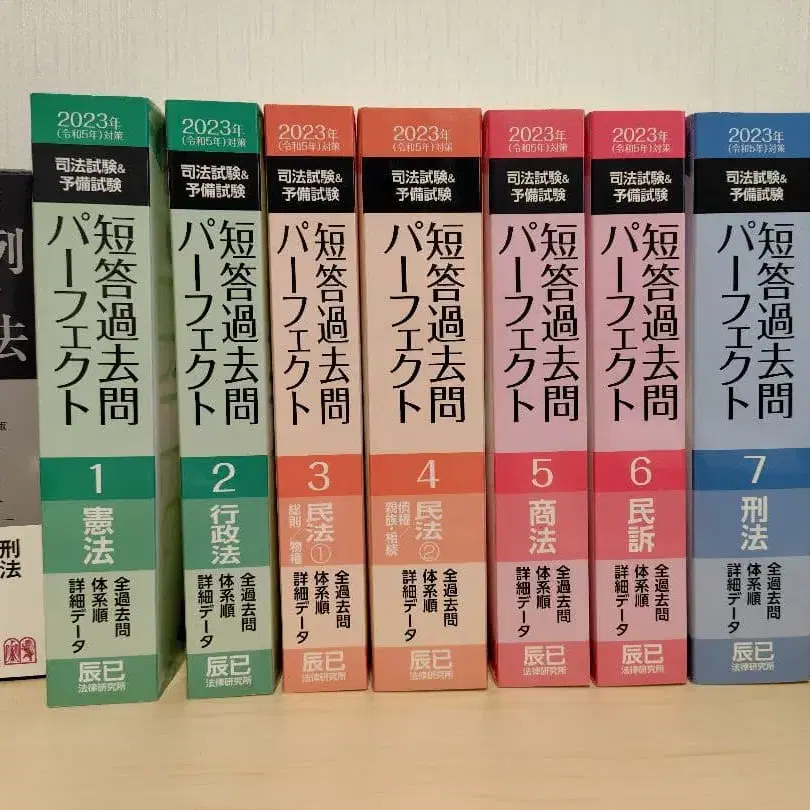 例
法
刑法
2023年
(令和5年)対策
司法試験&
予備試験
短答過去問
パーフェクト
1
憲法
全過去問
体系順
詳細データ
辰已
法律研究所
2023年
(令和5年)対策
司法試験&
予備試験
短答過去問
パーフェクト
2
行政法
全過去問
体系順
詳細データ
辰已
法律研究所
2023年
(令和5年)対策
司法試験&
予備試験
短答過去問
パーフェクト
3
民法①
総則・物権
全過去問
体系順
詳細データ
辰已
法律研究所
2023年
(令和5年)対策
司法試験&
予備試験
短答過去問
パーフェクト
4
民法②
債権
親族・相続
全過去問
体系順
詳細データ
辰已
法律研究所
2023年
(令和5年)対策
司法試験&
予備試験
短答過去問
パーフェクト
5
商法
全過去問
体系順
詳細データ
辰已
法律研究所
2023年
(令和5年)対策
司法試験&
予備試験
短答過去問
パーフェクト
6
民訴
全過去問
体系順
詳細データ
辰已
法律研究所
2023年
(令和5年)対策
司法試験&
予備試験
短答過去問
パーフェクト
7
刑法
全過去問
体系順
詳細データ
辰已
法律研究所